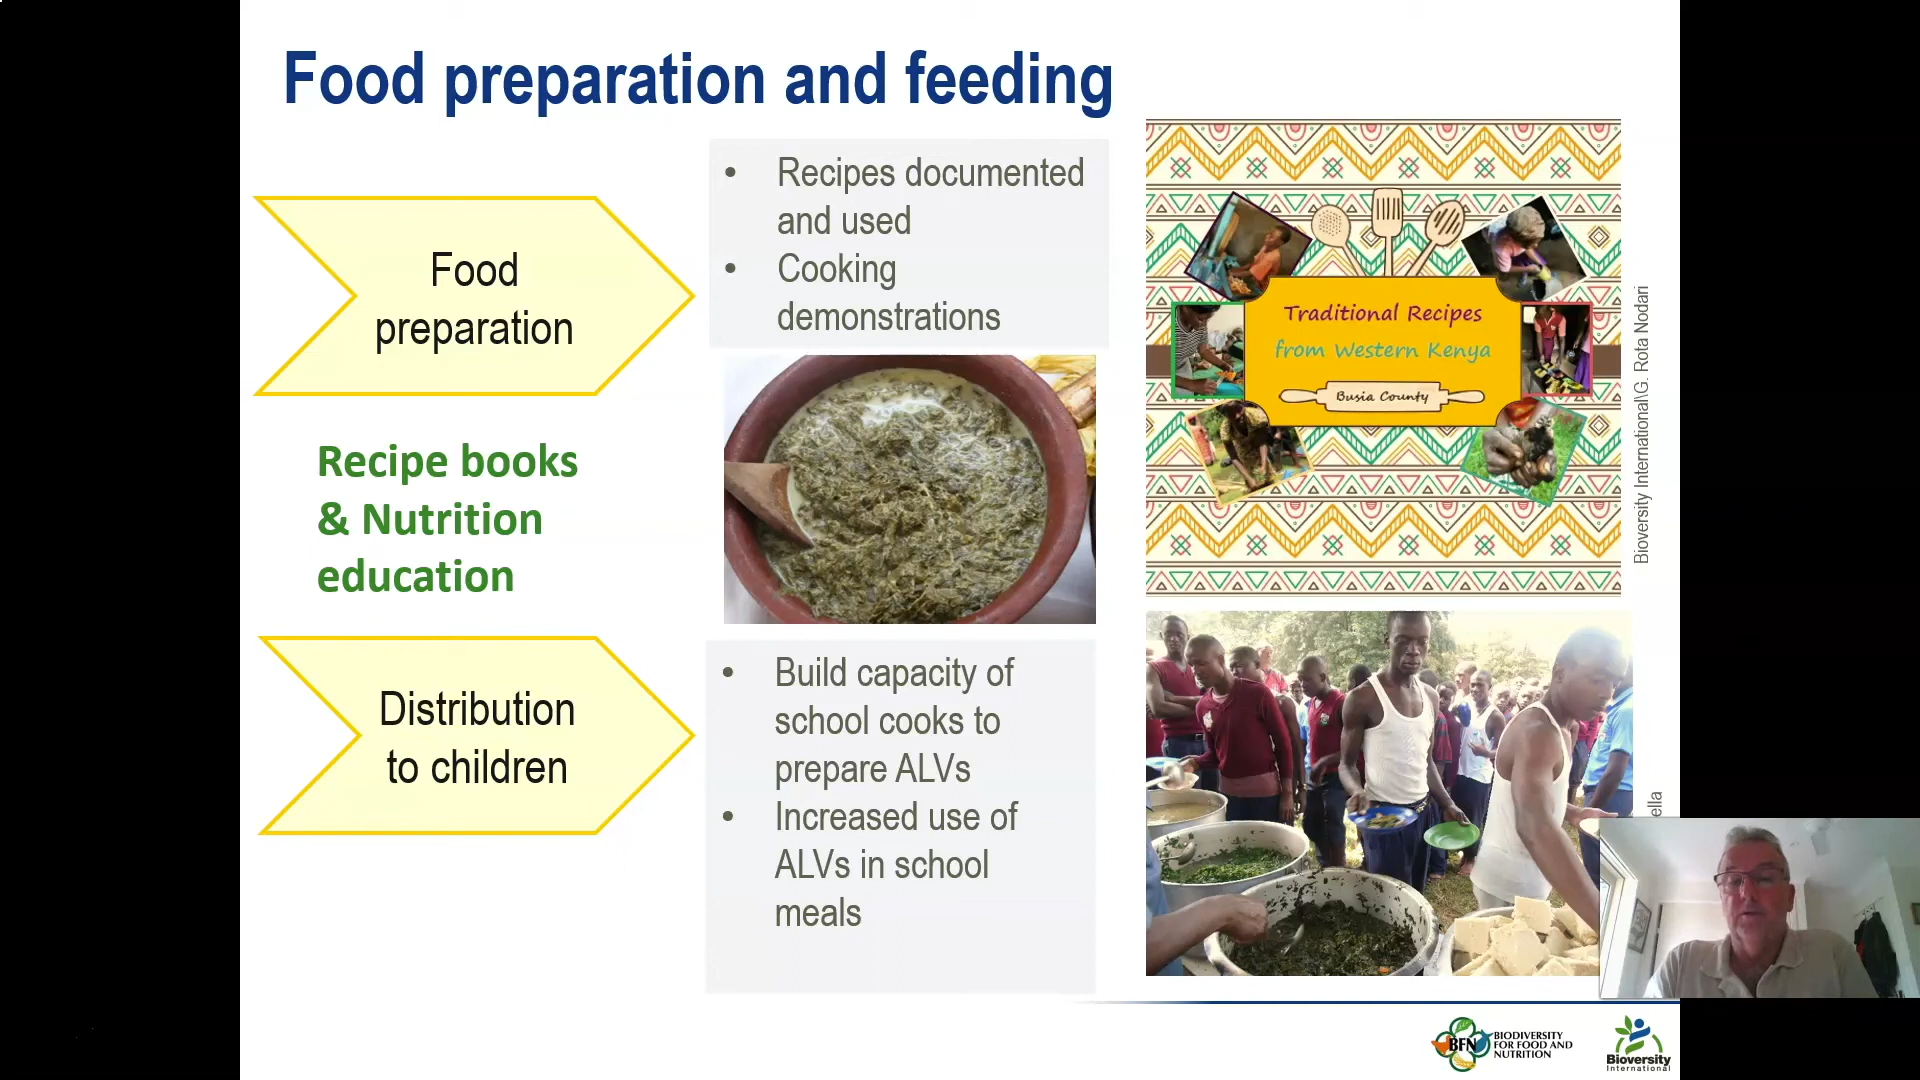 Food preparation and feeding
Food
preparation
• Recipes documented
and used
• Cooking
demonstrations
Recipe books
& Nutrition
education
Distribution
to children
• Build capacity of
school cooks to
prepare ALVs
• Increased use of
ALVs in school
meals
Traditional Recipes
from Western Kenya
Busia County
Bioversity International\G. Rota Nodari
ella
BFN
BIODIVERSITY
FOR FOOD AND
NUTRITION
Bioversity
International